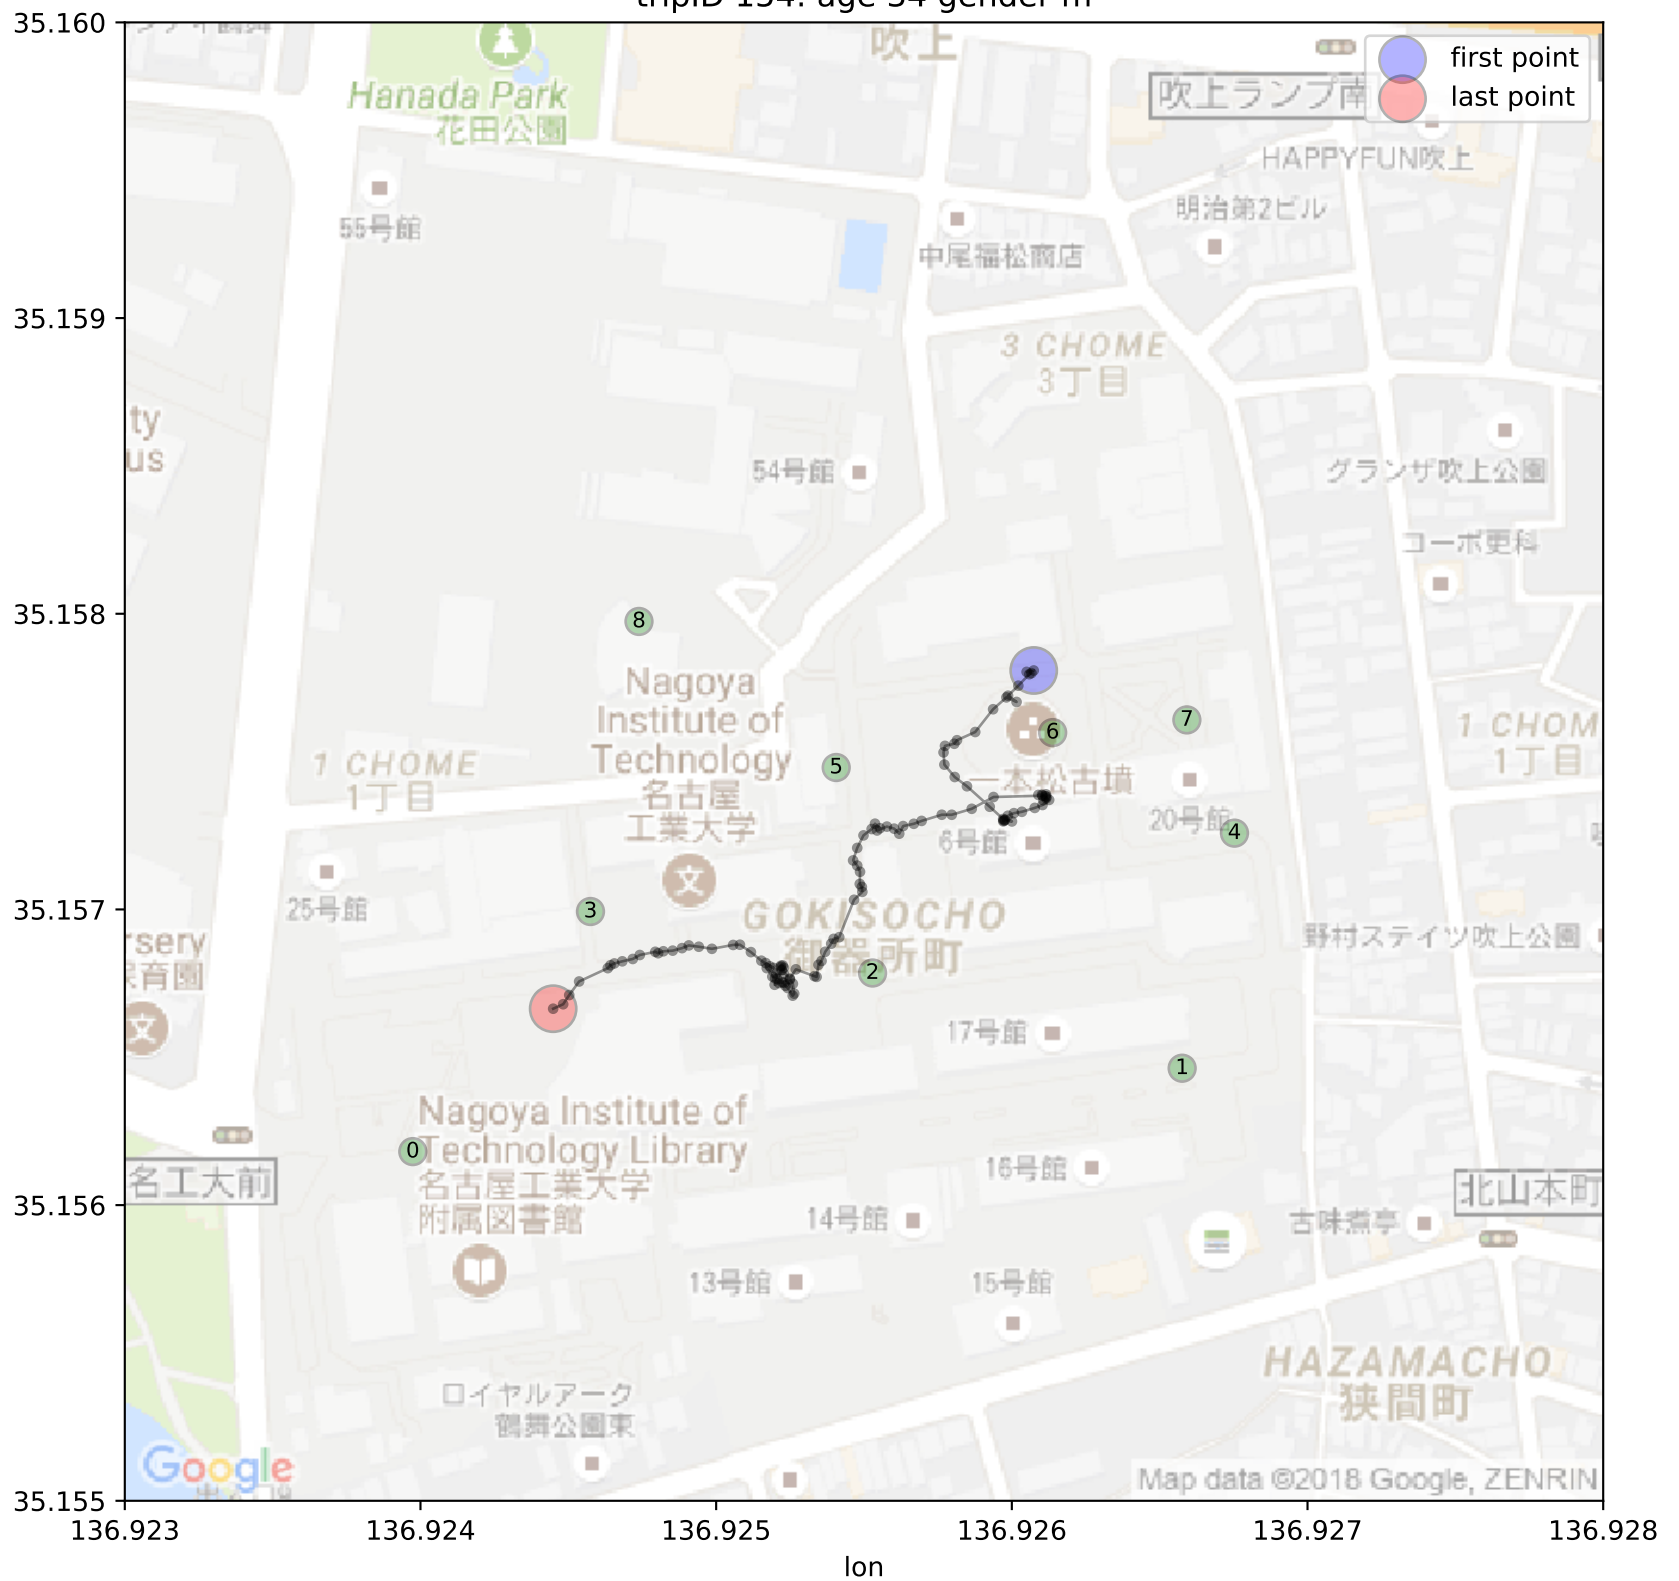 35.160
first point
last point
吹上
吹上ランプ南
Hanada Park
花田公園
HAPPYFUN吹上
55号館
明治第2ビル
中尾福松商店
35.159
3 CHOME
3丁目
54号館
グランザ吹上公園
コーポ更科
35.158
8
Nagoya
Institute of
Technology
名古屋
工業大学
7
6
5
1 CHOME
1丁目
一本松古墳
1 CHOM
1丁目
20号館
4
6号館
25号館
3
35.157
GOKISOCHO
御器所町
2
野村ステイツ吹上公園
rsery
保育園
17号館
1
Nagoya Institute of
Technology Library
名古屋工業大学
附属図書館
0
名工大前
16号館
北山本町
35.156
14号館
古味煮亭
13号館
15号館
HAZAMACHO
狭間町
ロイヤルアーク
鶴舞公園東
Google
Map data ©2018 Google, ZENRIN
35.155
136.923
136.924
136.925
136.926
136.927
136.928
lon